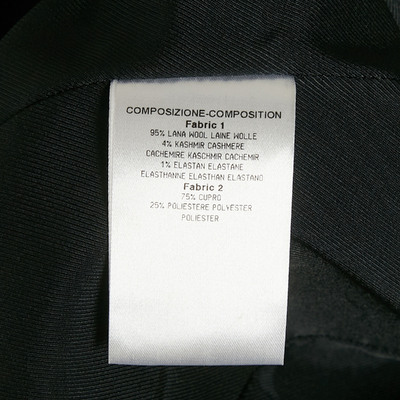 COMPOSIZIONE-COMPOSITION
Fabric 1
95% LANA WOOL LAINE WOLLE
4% KASHMIR CASHMERE
CACHEMIRE KASCHMIR CACHEMIR
1% ELASTAN ELASTANE
ELASTHANNE ELASTHAN ELASTANO
Fabric 2
75% CUPRO
25% POLIESTERE POLYESTER
POLIESTER